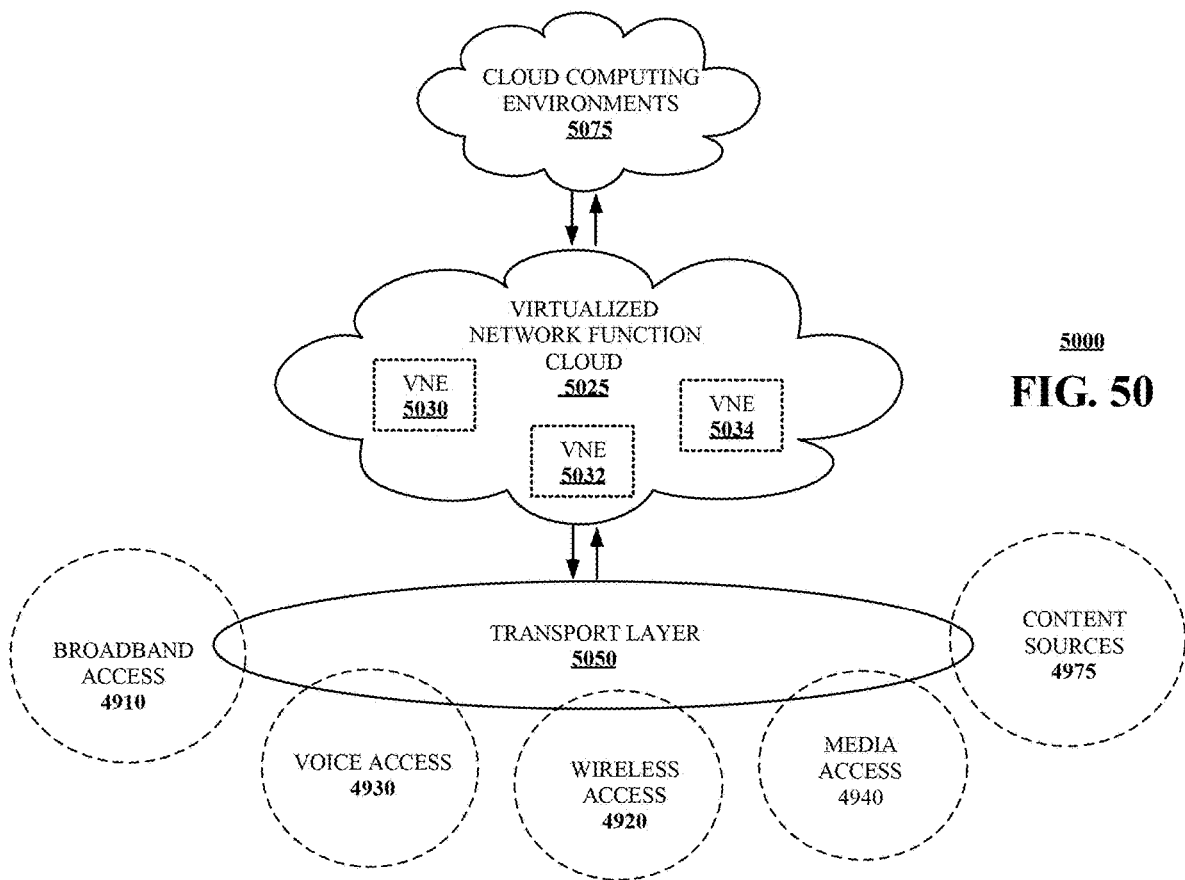 CLOUD COMPUTING
ENVIRONMENTS
5075
VIRTUALIZED
NETWORK FUNCTION
CLOUD
5025
VNE
5030
VNE
5032
VNE
5034
5000
FIG. 50
TRANSPORT LAYER
5050
BROADBAND
ACCESS
4910
VOICE ACCESS
4930
WIRELESS
ACCESS
4920
MEDIA
ACCESS
4940
CONTENT
SOURCES
4975